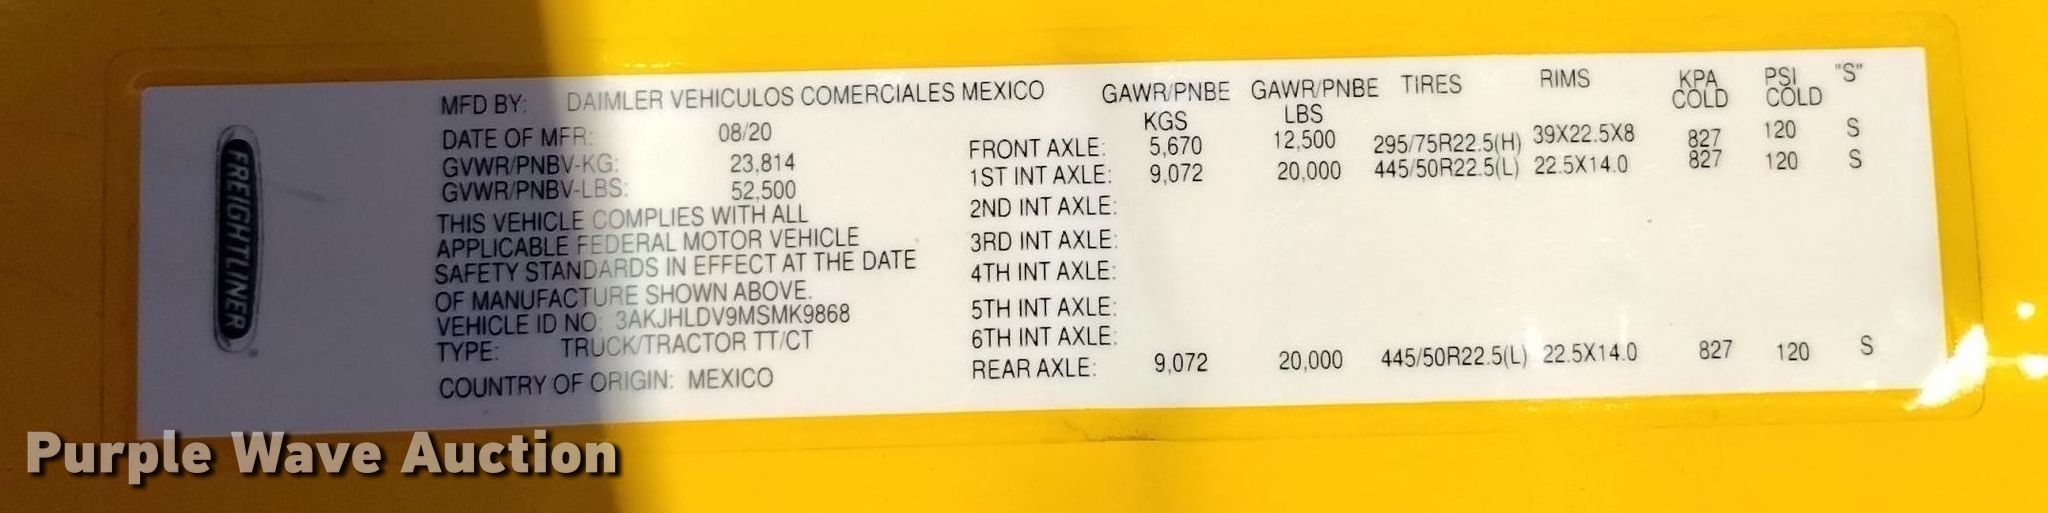 FREIGHTLINER®
MFD BY: DAIMLER VEHICULOS COMERCIALES MEXICO
DATE OF MFR: 08/20
GVWR/PNBV-KG: 23,814
GVWR/PNBV-LBS: 52,500
THIS VEHICLE COMPLIES WITH ALL
APPLICABLE FEDERAL MOTOR VEHICLE
SAFETY STANDARDS IN EFFECT AT THE DATE
OF MANUFACTURE SHOWN ABOVE.
VEHICLE ID NO: 3AKJHLDV9MSMK9868
TYPE: TRUCK/TRACTOR TT/CT
COUNTRY OF ORIGIN: MEXICO
GAWR/PNBE GAWR/PNBE TIRES RIMS KPA PSI "S"
KGS LBS COLD COLD
FRONT AXLE: 5,670 12,500 295/75R22.5(H) 39X22.5X8 827 120 S
1ST INT AXLE: 9,072 20,000 445/50R22.5(L) 22.5X14.0 827 120 S
2ND INT AXLE:
3RD INT AXLE:
4TH INT AXLE:
5TH INT AXLE:
6TH INT AXLE:
REAR AXLE: 9,072 20,000 445/50R22.5(L) 22.5X14.0 827 120 S
Purple Wave Auction